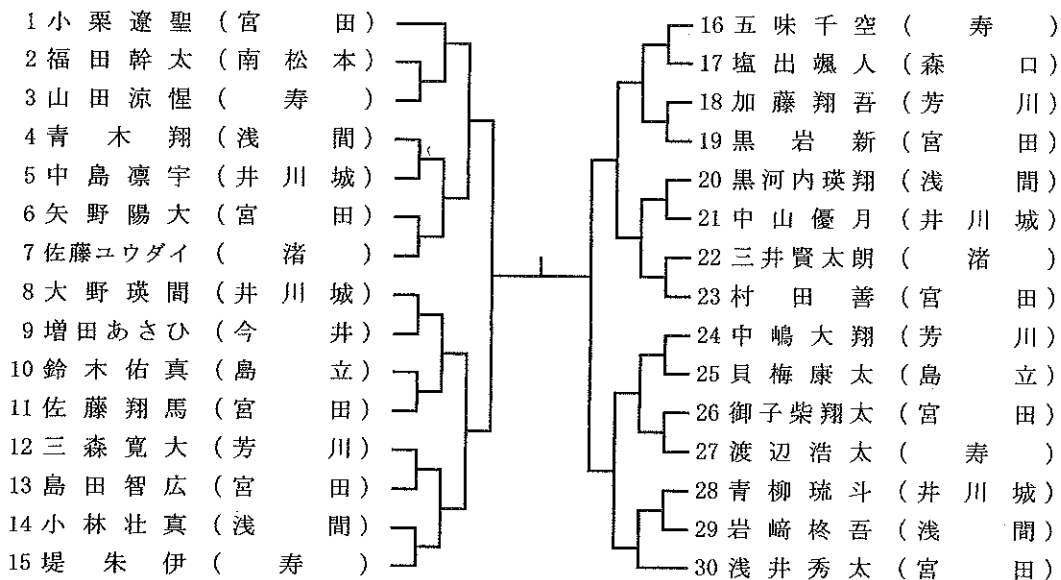 1 小栗遼聖 (宮田)
2 福田幹太 (南松本)
3 山田涼惺 (寿)
4 青木翔 (浅間)
5 中島凛宇 (井川城)
6 矢野陽大 (宮田)
7 佐藤ユウダイ (渚)
8 大野瑛間 (井川城)
9 増田あさひ (今井)
10 鈴木佑真 (島立)
11 佐藤翔馬 (宮田)
12 三森寛大 (芳川)
13 島田智広 (宮田)
14 小林壮真 (浅間)
15 堤朱伊 (寿)
16 五味千空 (寿)
17 塩出颯人 (森口)
18 加藤翔吾 (芳川)
19 黒岩新 (宮田)
20 黒河内瑛翔 (浅間)
21 中山優月 (井川城)
22 三井賢太朗 (渚)
23 村田善 (宮田)
24 中嶋大翔 (芳川)
25 貝梅康太 (島立)
26 御子柴翔太 (宮田)
27 渡辺浩太 (寿)
28 青柳琉斗 (井川城)
29 岩﨑柊吾 (浅間)
30 浅井秀太 (宮田)